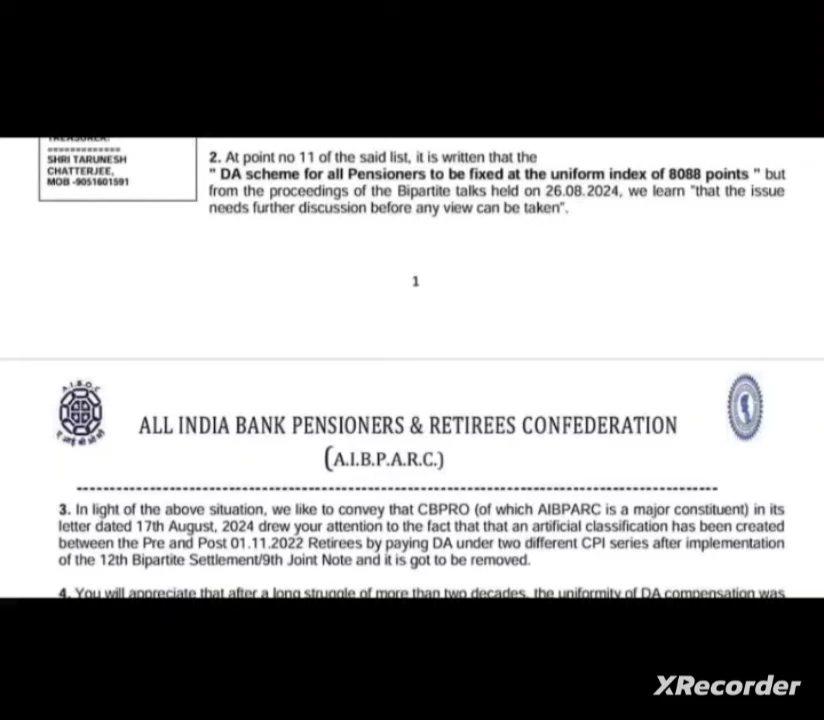 TREASURER.
SHRI TARUNESH
CHATTERJEE,
MOB -9051601591
2. At point no 11 of the said list, it is written that the
" DA scheme for all Pensioners to be fixed at the uniform index of 8088 points " but
from the proceedings of the Bipartite talks held on 26.08.2024, we learn "that the issue
needs further discussion before any view can be taken".
1
A.I.B.O.C
ALL INDIA BANK PENSIONERS & RETIREES CONFEDERATION
(A.I.B.P.A.R.C.)
3. In light of the above situation, we like to convey that CBPRO (of which AIBPARC is a major constituent) in its
letter dated 17th August, 2024 drew your attention to the fact that that an artificial classification has been created
between the Pre and Post 01.11.2022 Retirees by paying DA under two different CPI series after implementation
of the 12th Bipartite Settlement/9th Joint Note and it is got to be removed.
4. You will appreciate that after a long struggle of more than two decades, the uniformity of DA compensation was
XRecorder